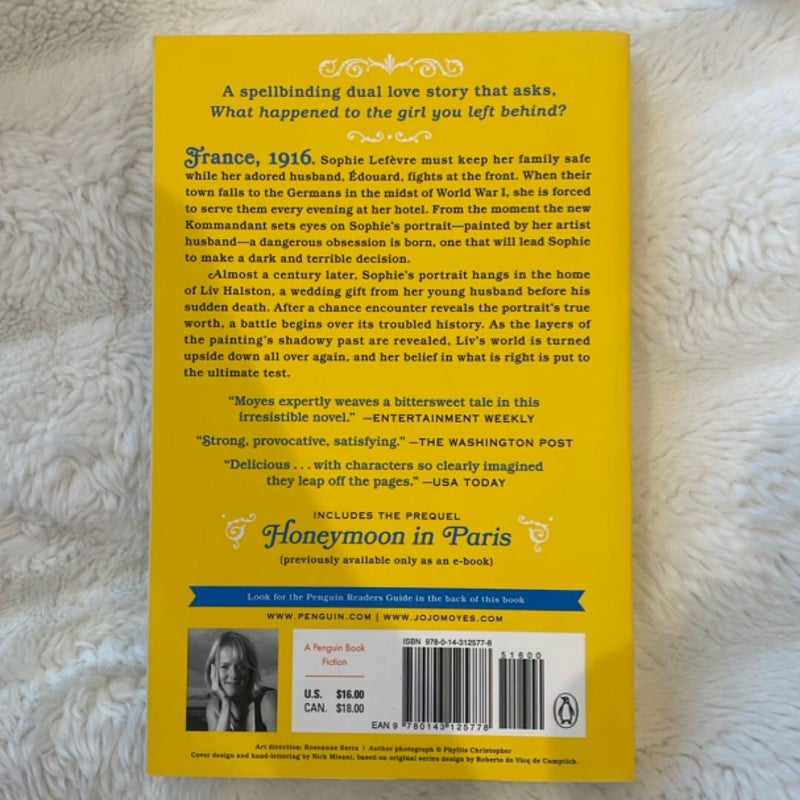 A spellbinding dual love story that asks,
What happened to the girl you left behind?
France, 1916. Sophie Lefèvre must keep her family safe
while her adored husband, Édouard, fights at the front. When their
town falls to the Germans in the midst of World War I, she is forced
to serve them every evening at her hotel. From the moment the new
Kommandant sets eyes on Sophie's portrait—painted by her artist
husband—a dangerous obsession is born, one that will lead Sophie
to make a dark and terrible decision.
Almost a century later, Sophie's portrait hangs in the home
of Liv Halston, a wedding gift from her young husband before his
sudden death. After a chance encounter reveals the portrait's true
worth, a battle begins over its troubled history. As the layers of
the painting's shadowy past are revealed, Liv's world is turned
upside down all over again, and her belief in what is right is put to
the ultimate test.
“Moyes expertly weaves a bittersweet tale in this
irresistible novel.” —ENTERTAINMENT WEEKLY
“Strong, provocative, satisfying.” —THE WASHINGTON POST
“Delicious . . . with characters so clearly imagined
they leap off the pages.” —USA TODAY
INCLUDES THE PREQUEL
Honeymoon in Paris
(previously available only as an e-book)
Look for the Penguin Readers Guide in the back of this book
WWW.PENGUIN.COM | WWW.JOJOMOYES.COM
A Penguin Book
Fiction
U.S. $16.00
CAN. $18.00
ISBN 978-0-14-312577-8
51600
EAN 9 780143 125778
Art direction: Roseanne Serra | Author photograph © Phyllis Christopher
Cover design and hand-lettering by Nick Misani, based on original series design by Roberto de Vicq de Cumptich.